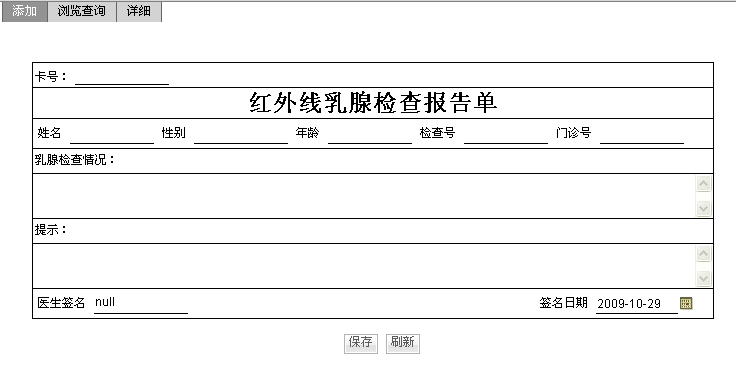 添加 浏览查询 详细
卡号：
红外线乳腺检查报告单
姓名 性别 年龄 检查号 门诊号
乳腺检查情况：
提示：
医生签名 null 签名日期 2009-10-29
保存 刷新